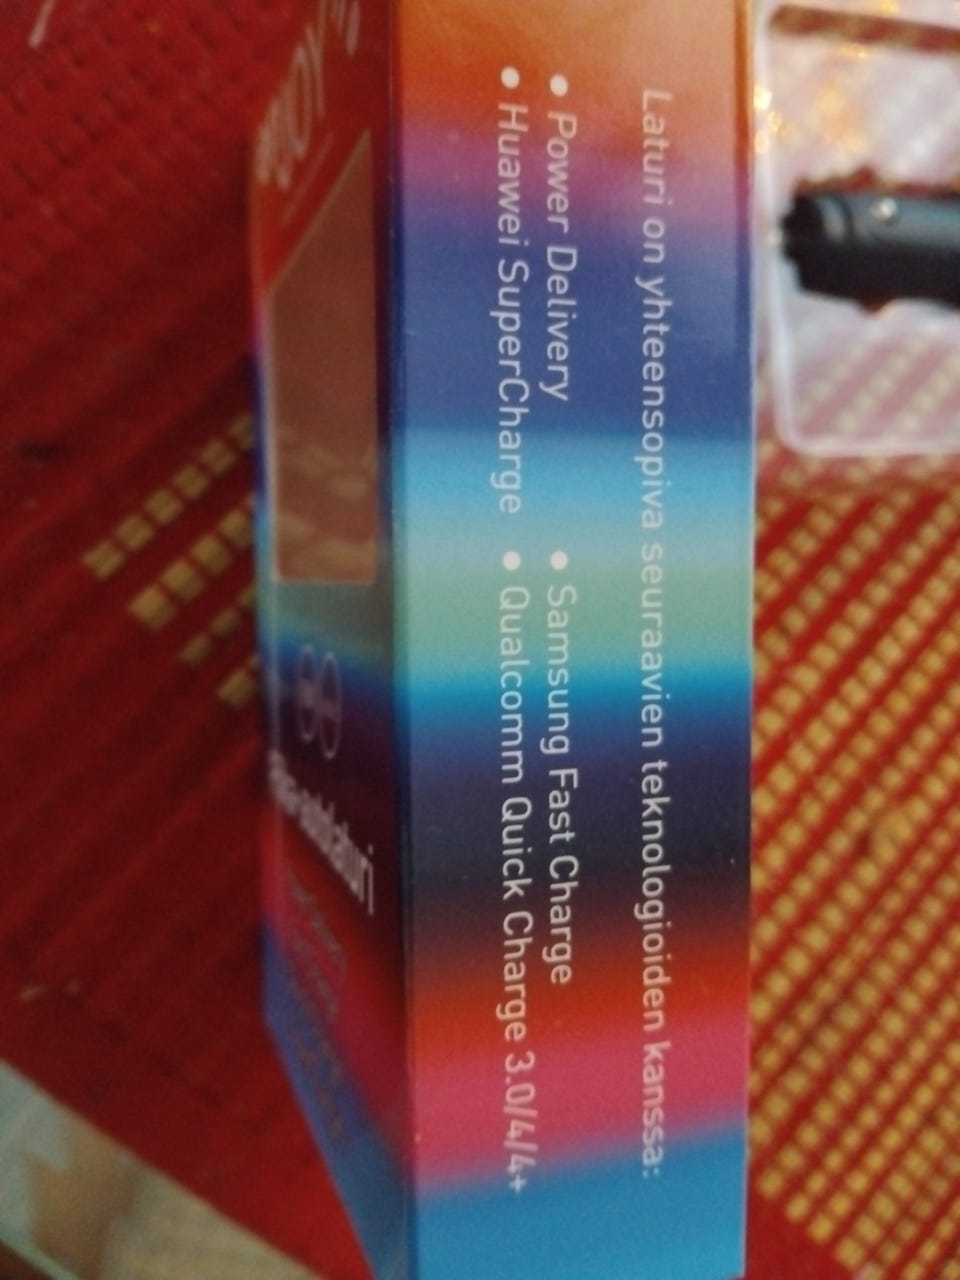 Laturi on yhteensopiva seuraavien teknologioiden kanssa:
• Power Delivery • Samsung Fast Charge
• Huawei SuperCharge • Qualcomm Quick Charge 3.0/4/4+